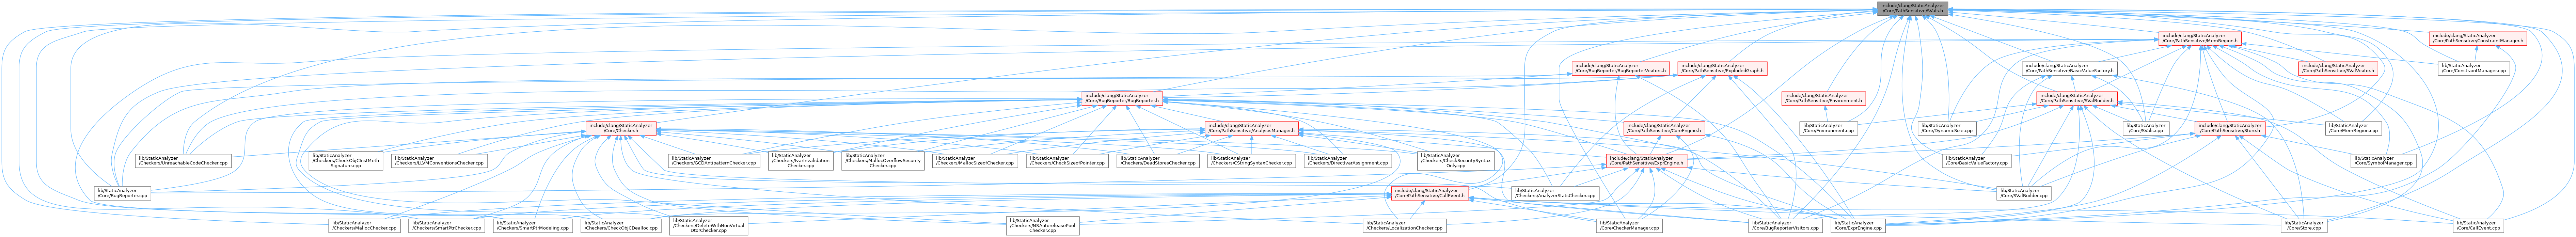 include/clang/StaticAnalyzer
/Core/PathSensitive/SVals.h
include/clang/StaticAnalyzer
/Core/PathSensitive/MemRegion.h
include/clang/StaticAnalyzer
/Core/PathSensitive/ConstraintManager.h
include/clang/StaticAnalyzer
/Core/BugReporter/BugReporterVisitors.h
include/clang/StaticAnalyzer
/Core/PathSensitive/ExplodedGraph.h
include/clang/StaticAnalyzer
/Core/PathSensitive/BasicValueFactory.h
include/clang/StaticAnalyzer
/Core/PathSensitive/SValVisitor.h
lib/StaticAnalyzer
/Core/ConstraintManager.cpp
include/clang/StaticAnalyzer
/Core/BugReporter/BugReporter.h
include/clang/StaticAnalyzer
/Core/PathSensitive/Environment.h
include/clang/StaticAnalyzer
/Core/PathSensitive/SValBuilder.h
include/clang/StaticAnalyzer
/Core/Checker.h
include/clang/StaticAnalyzer
/Core/PathSensitive/AnalysisManager.h
include/clang/StaticAnalyzer
/Core/PathSensitive/CoreEngine.h
lib/StaticAnalyzer
/Core/Environment.cpp
lib/StaticAnalyzer
/Core/DynamicSize.cpp
lib/StaticAnalyzer
/Core/SVals.cpp
include/clang/StaticAnalyzer
/Core/PathSensitive/Store.h
lib/StaticAnalyzer
/Core/MemRegion.cpp
lib/StaticAnalyzer
/Checkers/UnreachableCodeChecker.cpp
lib/StaticAnalyzer
/Checkers/CheckObjCInstMeth
Signature.cpp
lib/StaticAnalyzer
/Checkers/LLVMConventionsChecker.cpp
lib/StaticAnalyzer
/Checkers/GCDAntipatternChecker.cpp
lib/StaticAnalyzer
/Checkers/IvarInvalidation
Checker.cpp
lib/StaticAnalyzer
/Checkers/MallocOverflowSecurity
Checker.cpp
lib/StaticAnalyzer
/Checkers/MallocSizeofChecker.cpp
lib/StaticAnalyzer
/Checkers/CheckSizeofPointer.cpp
lib/StaticAnalyzer
/Checkers/DeadStoresChecker.cpp
lib/StaticAnalyzer
/Checkers/CStringSyntaxChecker.cpp
lib/StaticAnalyzer
/Checkers/DirectIvarAssignment.cpp
lib/StaticAnalyzer
/Checkers/CheckSecuritySyntax
Only.cpp
include/clang/StaticAnalyzer
/Core/PathSensitive/ExprEngine.h
lib/StaticAnalyzer
/Core/BasicValueFactory.cpp
lib/StaticAnalyzer
/Core/SymbolManager.cpp
lib/StaticAnalyzer
/Core/BugReporter.cpp
include/clang/StaticAnalyzer
/Core/PathSensitive/CallEvent.h
lib/StaticAnalyzer
/Checkers/AnalyzerStatsChecker.cpp
lib/StaticAnalyzer
/Core/SValBuilder.cpp
lib/StaticAnalyzer
/Checkers/MallocChecker.cpp
lib/StaticAnalyzer
/Checkers/SmartPtrChecker.cpp
lib/StaticAnalyzer
/Checkers/SmartPtrModeling.cpp
lib/StaticAnalyzer
/Checkers/CheckObjCDealloc.cpp
lib/StaticAnalyzer
/Checkers/DeleteWithNonVirtual
DtorChecker.cpp
lib/StaticAnalyzer
/Checkers/NSAutoreleasePool
Checker.cpp
lib/StaticAnalyzer
/Checkers/LocalizationChecker.cpp
lib/StaticAnalyzer
/Core/CheckerManager.cpp
lib/StaticAnalyzer
/Core/BugReporterVisitors.cpp
lib/StaticAnalyzer
/Core/ExprEngine.cpp
lib/StaticAnalyzer
/Core/Store.cpp
lib/StaticAnalyzer
/Core/CallEvent.cpp